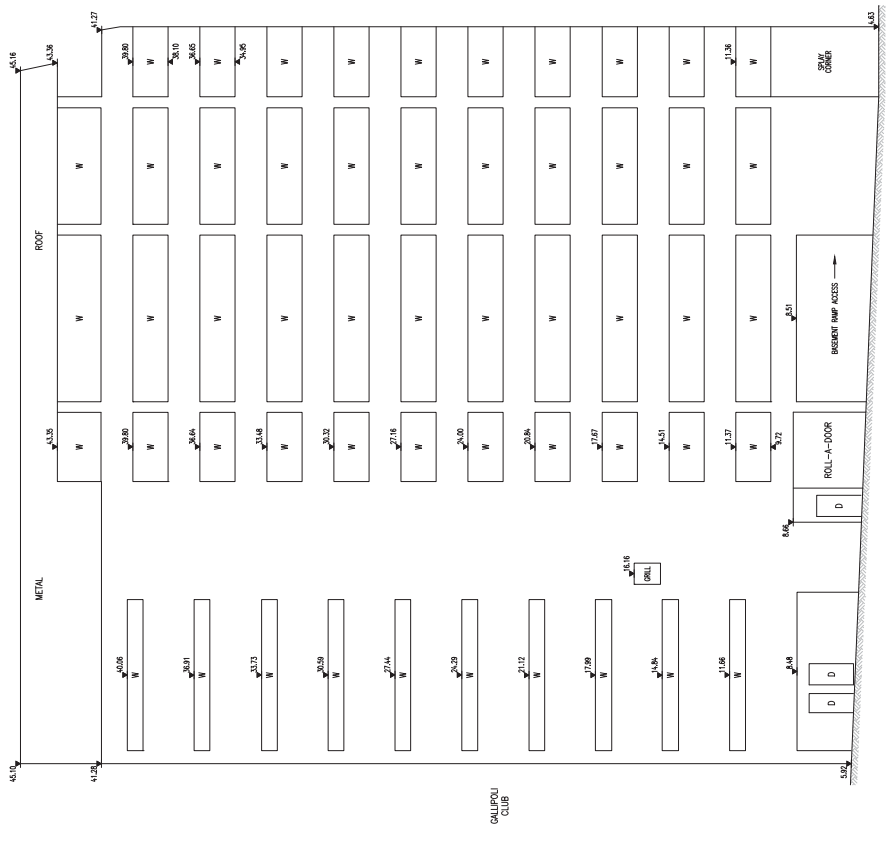 45.10
45.16
METAL
ROOF
43.35
43.36
W
W
W
41.28
41.27
40.06
39.80
39.80
W
W
W
W
W
38.10
36.91
36.64
36.65
W
W
W
W
W
34.95
33.73
33.48
W
W
W
W
W
30.59
30.32
W
W
W
W
W
27.44
27.16
W
W
W
W
W
24.29
24.00
W
W
W
W
W
GALLIPOLI
CLUB
21.12
20.84
W
W
W
W
W
17.99
17.67
W
W
W
W
W
16.16
GRILL
14.84
14.51
W
W
W
W
W
11.66
11.37
11.36
W
W
W
W
W
9.72
8.48
8.66
8.51
D
D
D
ROLL-A-DOOR
BASEMENT RAMP ACCESS
SPLAY
CORNER
5.92
4.63